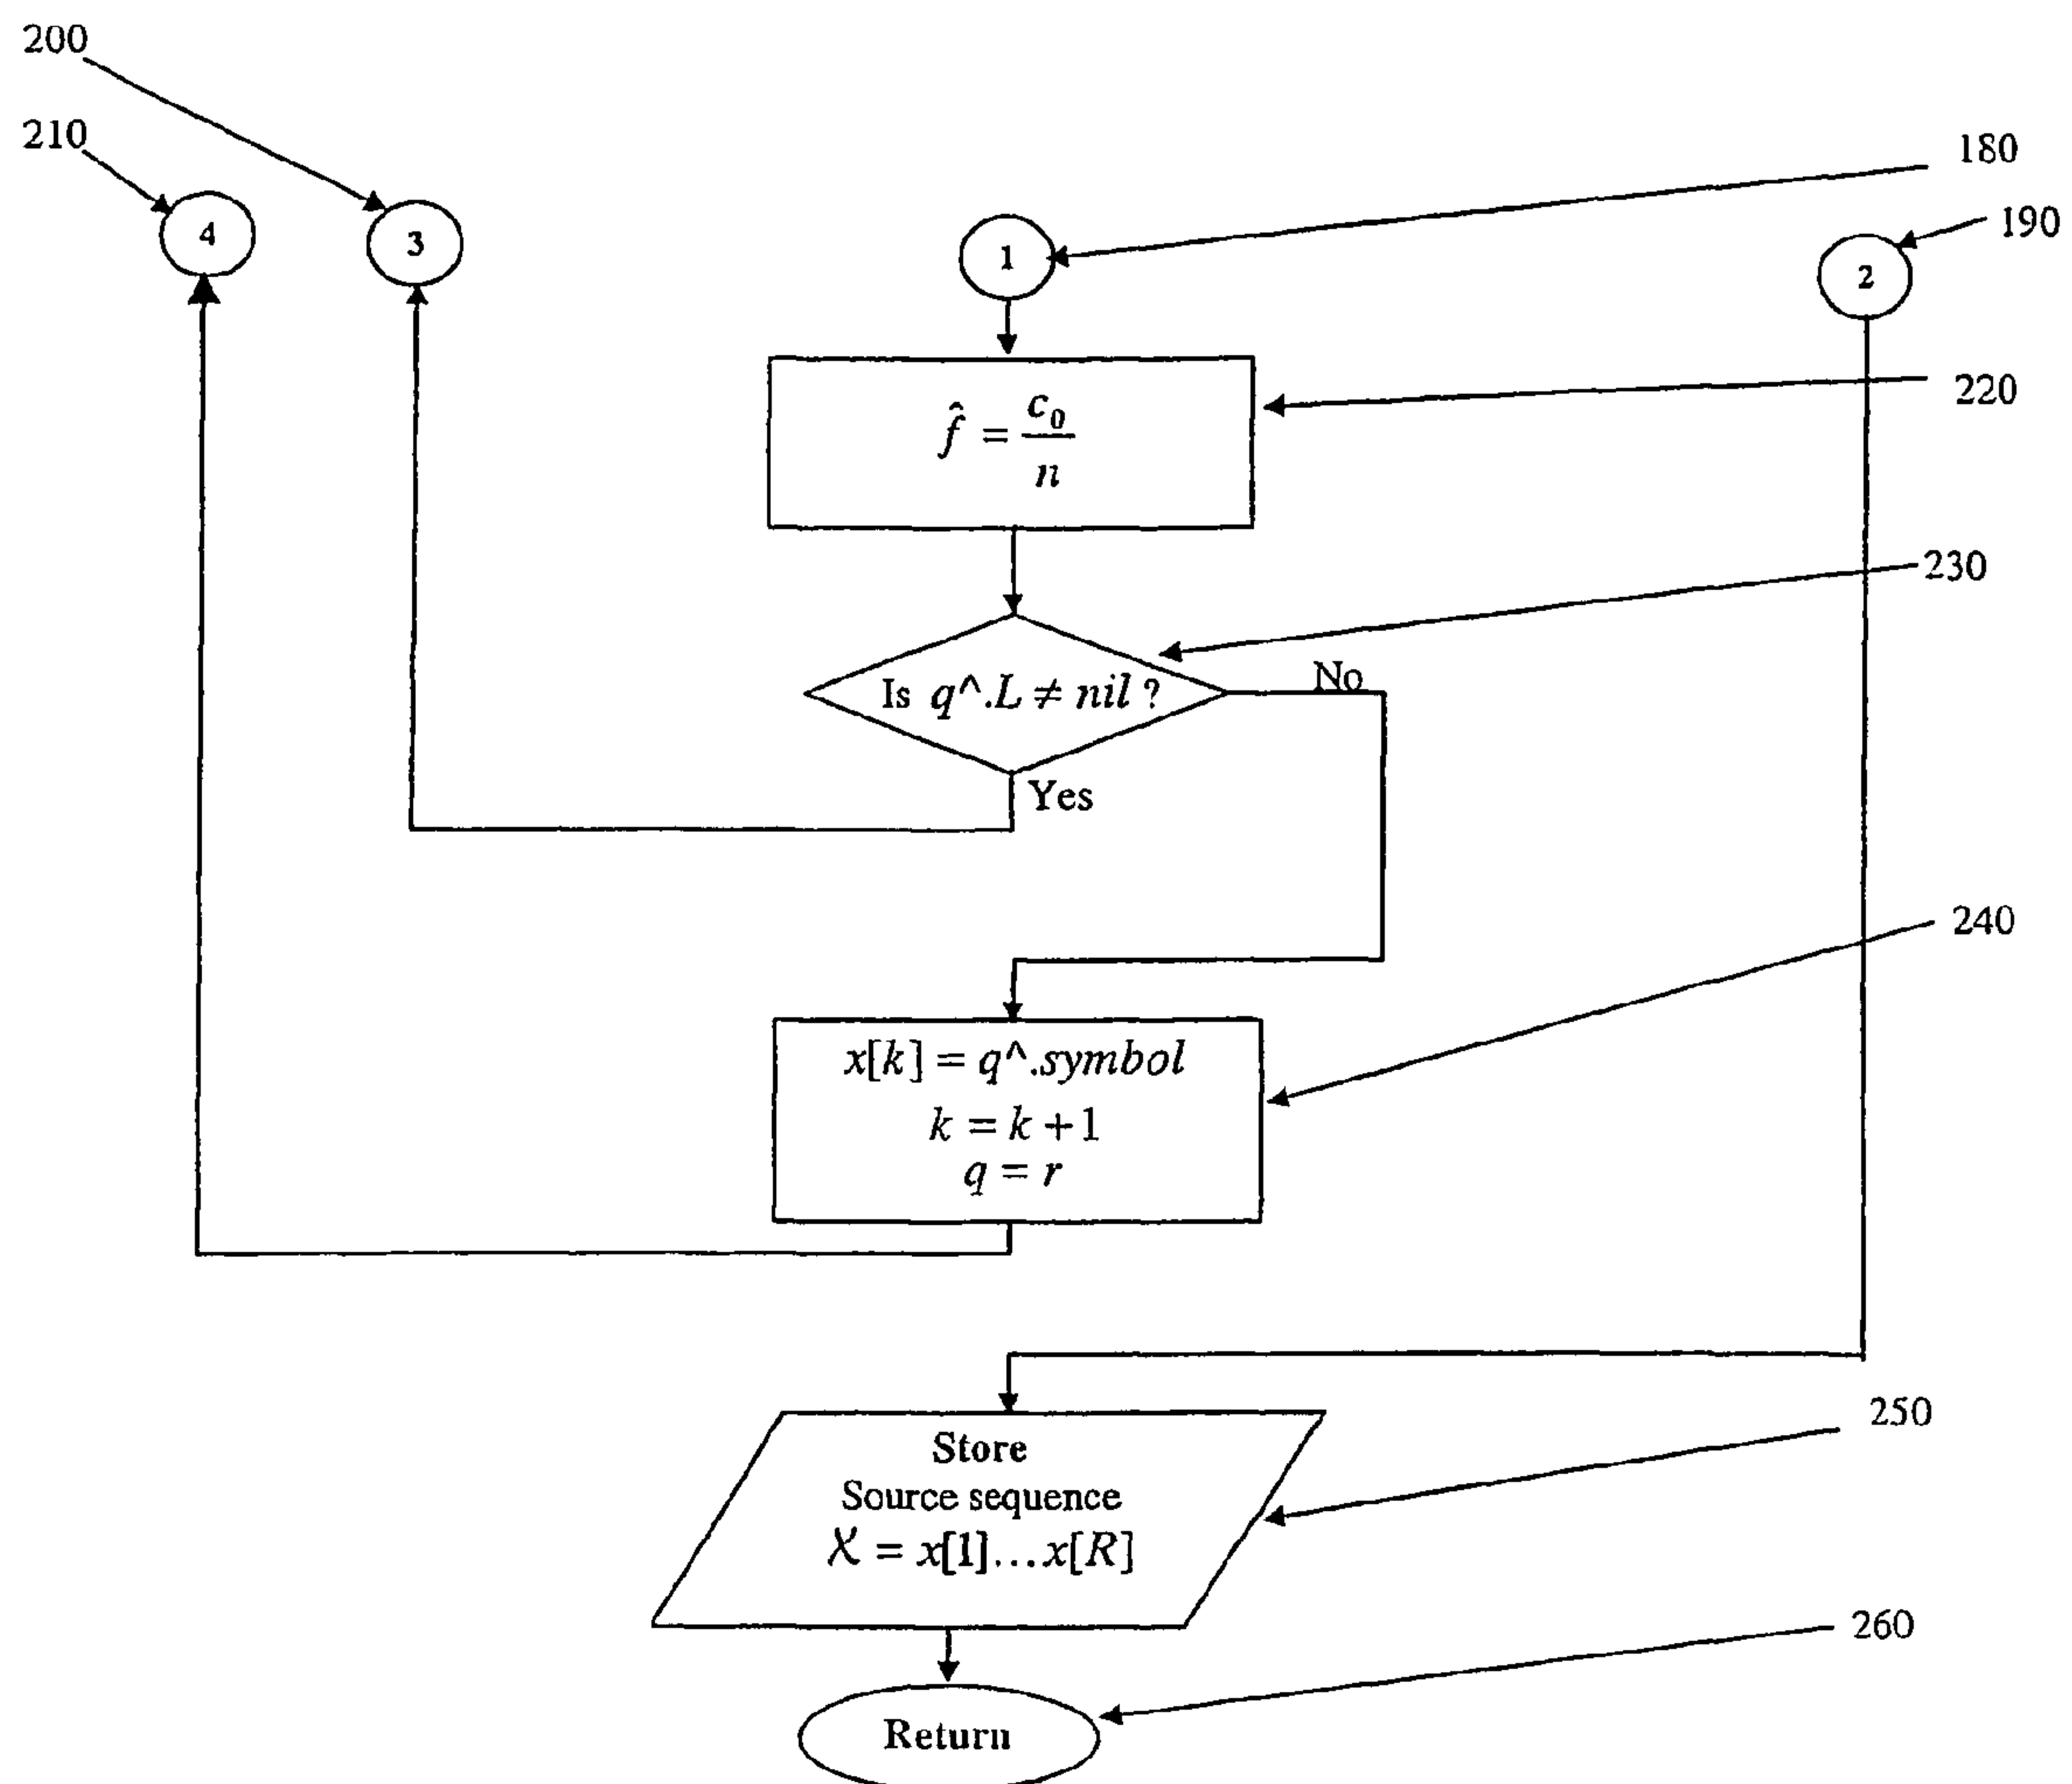 200
210
180
190
4
3
1
2
f̂ = c₀/n
220
230
Is q^.L ≠ nil ?
No
Yes
240
x[k] = q^.symbol
k = k +1
q = r
250
Store
Source sequence
X = x[1]...x[R]
260
Return